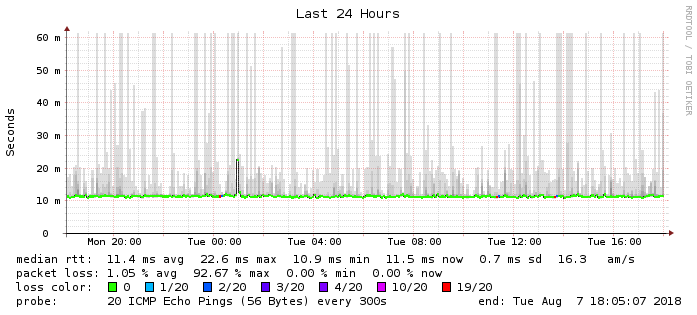 Last 24 Hours
RRDTOOL / TOBI OETIKER
Seconds
60 m
50 m
40 m
30 m
20 m
10 m
0
Mon 20:00 Tue 00:00 Tue 04:00 Tue 08:00 Tue 12:00 Tue 16:00
median rtt: 11.4 ms avg 22.6 ms max 10.9 ms min 11.5 ms now 0.7 ms sd 16.3 am/s
packet loss: 1.05 % avg 92.67 % max 0.00 % min 0.00 % now
loss color: 0 1/20 2/20 3/20 4/20 10/20 19/20
probe: 20 ICMP Echo Pings (56 Bytes) every 300s end: Tue Aug 7 18:05:07 2018